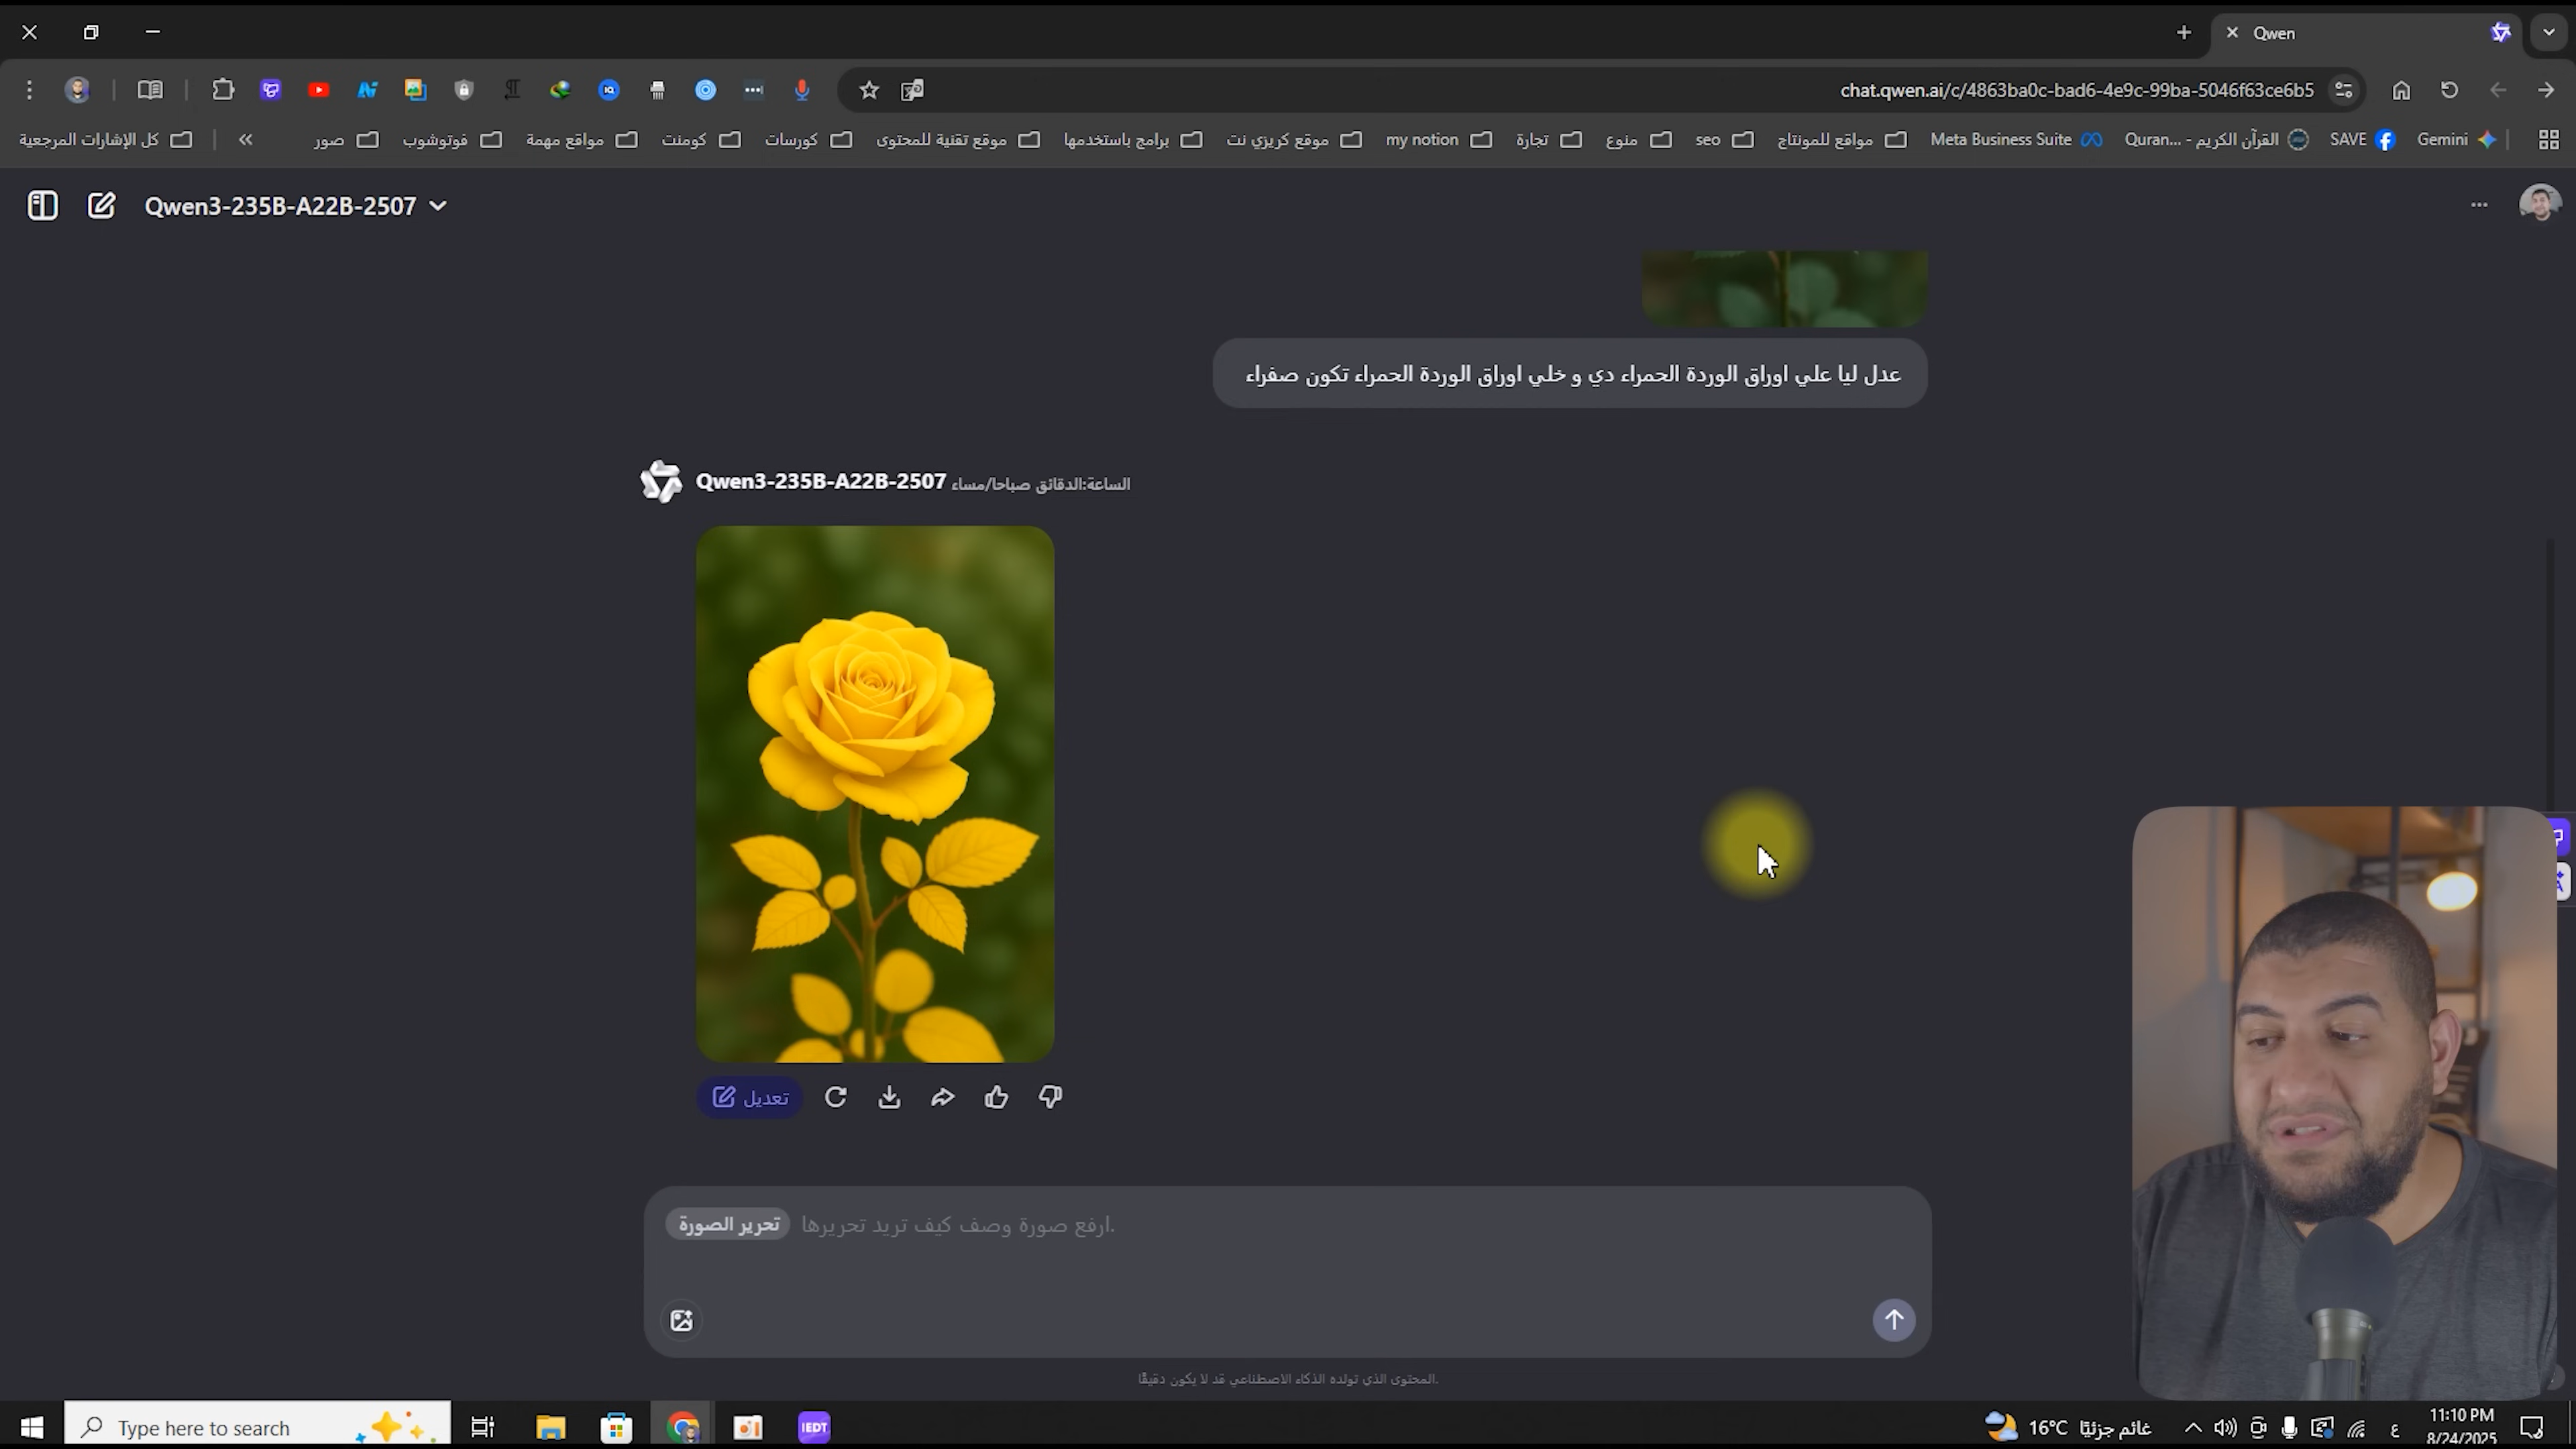 Qwen
chat.qwen.ai/c/4863ba0c-bad6-4e9c-99ba-5046f63ce6b5
Gemini
SAVE
Quran... - القرآن الكريم
Meta Business Suite
مواقع للمونتاج
seo
منوع
تجارة
my notion
موقع كريزي نت
برامج باستخدمها
موقع تقنية للمحتوى
كورسات
كومنت
مواقع مهمة
فوتوشوب
صور
»
كل الإشارات المرجعية
Qwen3-235B-A22B-2507
عدل ليا علي اوراق الوردة الحمراء دي و خلي اوراق الوردة الحمراء تكون صفراء
Qwen3-235B-A22B-2507 الساعة:الدقائق صباحا/مساء
تعديل
تحرير الصورة ارفع صورة وصف كيف تريد تحريرها.
المحتوى الذي تولده الذكاء الاصطناعي قد لا يكون دقيقًا.
Type here to search
IEDT
16°C غائم جزئيًا
ع
11:10 PM
8/24/2025